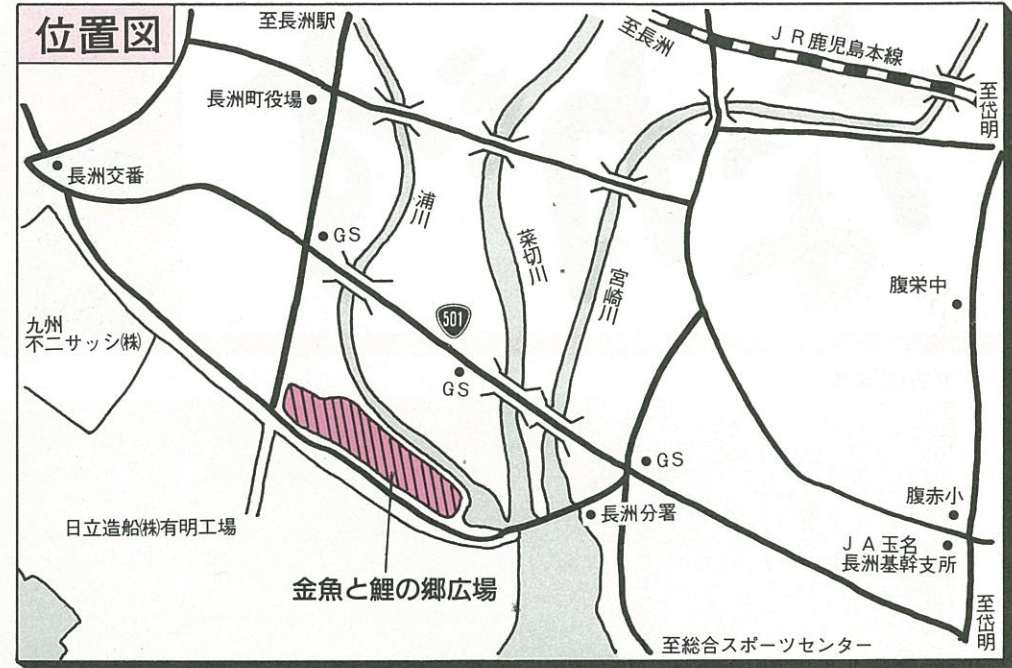 位置図
至長洲駅
至長洲
ＪＲ鹿児島本線
至岱明
長洲町役場
長洲交番
浦川
菜切川
宮崎川
GS
501
GS
腹栄中
九州
不二サッシ㈱
GS
腹赤小
長洲分署
日立造船㈱有明工場
ＪＡ玉名
長洲基幹支所
金魚と鯉の郷広場
至岱明
至総合スポーツセンター